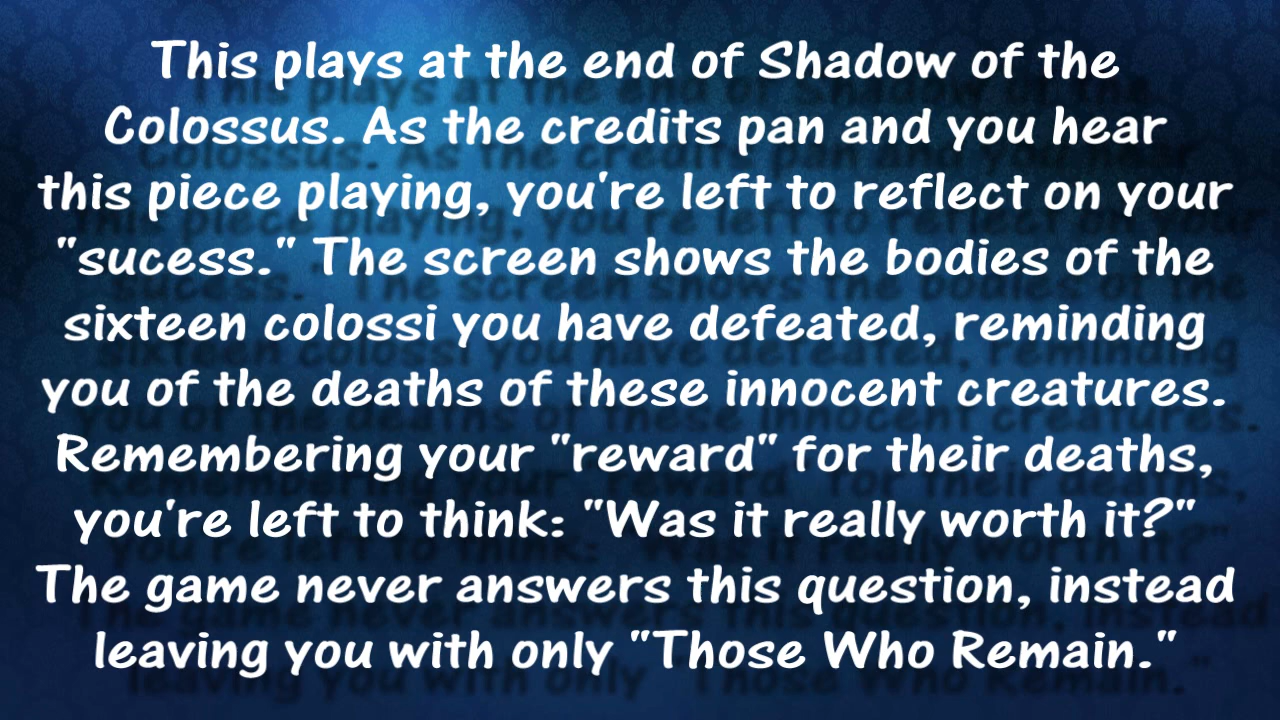 This plays at the end of Shadow of the
Colossus. As the credits pan and you hear
this piece playing, you're left to reflect on your
"sucess." The screen shows the bodies of the
sixteen colossi you have defeated, reminding
you of the deaths of these innocent creatures.
Remembering your "reward" for their deaths,
you're left to think: "Was it really worth it?"
The game never answers this question, instead
leaving you with only "Those Who Remain."